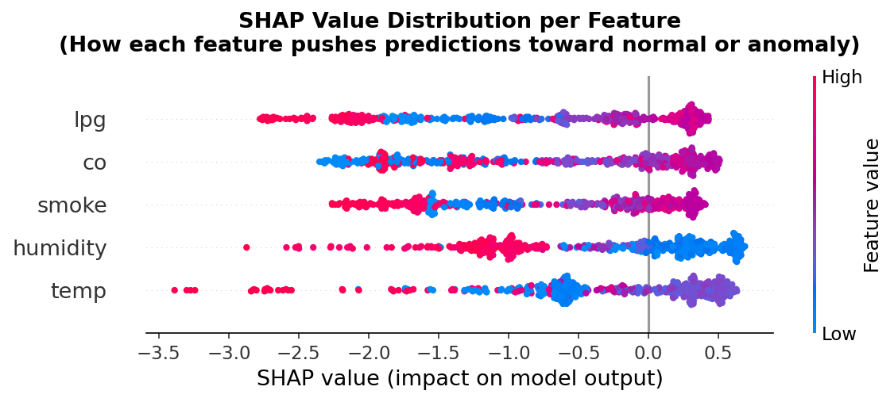 SHAP Value Distribution per Feature
(How each feature pushes predictions toward normal or anomaly)
High
lpg
co
smoke
humidity
temp
Feature value
Low
−3.5 −3.0 −2.5 −2.0 −1.5 −1.0 −0.5 0.0 0.5
SHAP value (impact on model output)